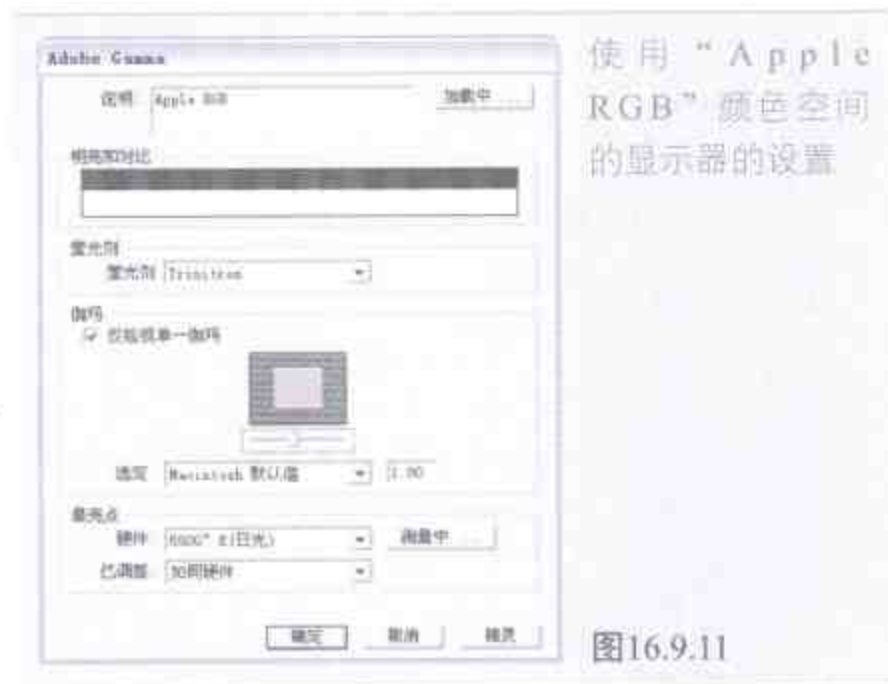 Adobe Gamma
说明 Apple RGB 加载中...
明亮和对比
萤光剂
萤光剂 Trinitron
伽玛
仅检视单一伽玛
选定 Macintosh 默认值 1.80
最亮点
硬件 6500° K(日光) 测量中...
已调整 如同硬件
确定 取消 精灵
使用“Apple
RGB”颜色空间
的显示器的设置
图16.9.11